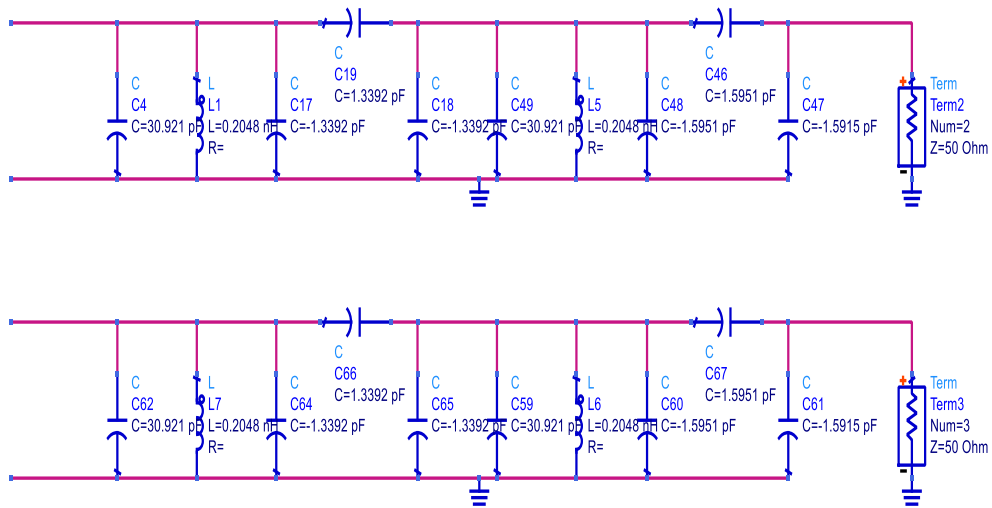 C
C19
C=1.3392 pF
C
C46
C=1.5951 pF
C
C4
C=30.921 pF
L
L1
L=0.2048 nH
R=
C
C17
C=-1.3392 pF
C
C18
C=-1.3392 pF
C
C49
C=30.921 pF
L
L5
L=0.2048 nH
R=
C
C48
C=-1.5951 pF
C
C47
C=-1.5915 pF
Term
Term2
Num=2
Z=50 Ohm
C
C66
C=1.3392 pF
C
C67
C=1.5951 pF
C
C62
C=30.921 pF
L
L7
L=0.2048 nH
R=
C
C64
C=-1.3392 pF
C
C65
C=-1.3392 pF
C
C59
C=30.921 pF
L
L6
L=0.2048 nH
R=
C
C60
C=-1.5951 pF
C
C61
C=-1.5915 pF
Term
Term3
Num=3
Z=50 Ohm